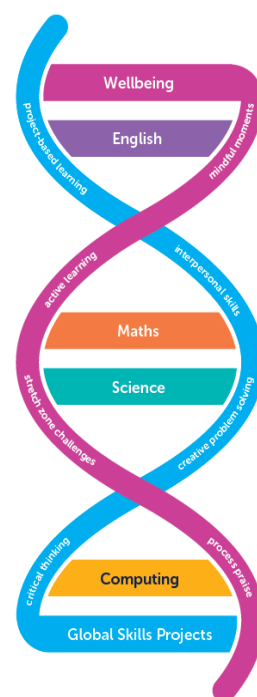 Wellbeing
project-based learning
mindful moments
English
active learning
interpersonal skills
Maths
Science
stretch zone challenges
creative problem solving
critical thinking
process praise
Computing
Global Skills Projects